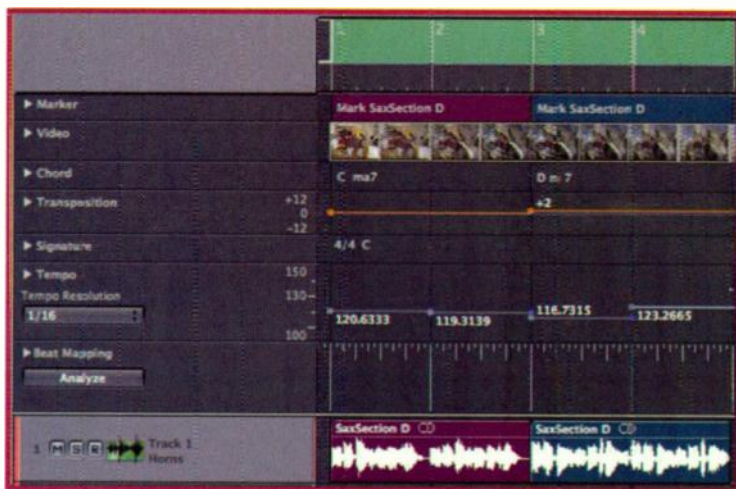 1 2 3 4
Marker
Mark SaxSection D Mark SaxSection D
Video
Chord
C ma7 D m 7
Transposition
+12
0
-12
+2
Signature
4/4 C
Tempo
150
130
100
Tempo Resolution
1/16
120.6333 119.3139 116.7315 123.2665
Beat Mapping
Analyze
SaxSection D SaxSection D
1 M S R Track 1
Horns